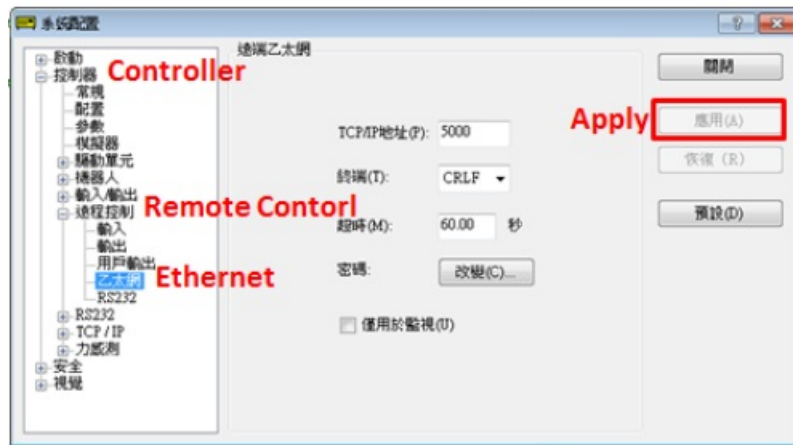 系統配置
啟動
控制器 Controller
常規
配置
參數
模擬器
驅動單元
機器人
輸入/輸出
遠程控制 Remote Contorl
輸入
輸出
用戶輸出
乙太網 Ethernet
RS232
RS232
TCP / IP
力感測
安全
視覺
遠端乙太網
TCP/IP地址(P): 5000
終端(T): CRLF
超時(M): 60.00 秒
密碼: 改變(C)...
僅用於監視(U)
關閉
Apply 應用(A)
恢復 (R)
預設(D)